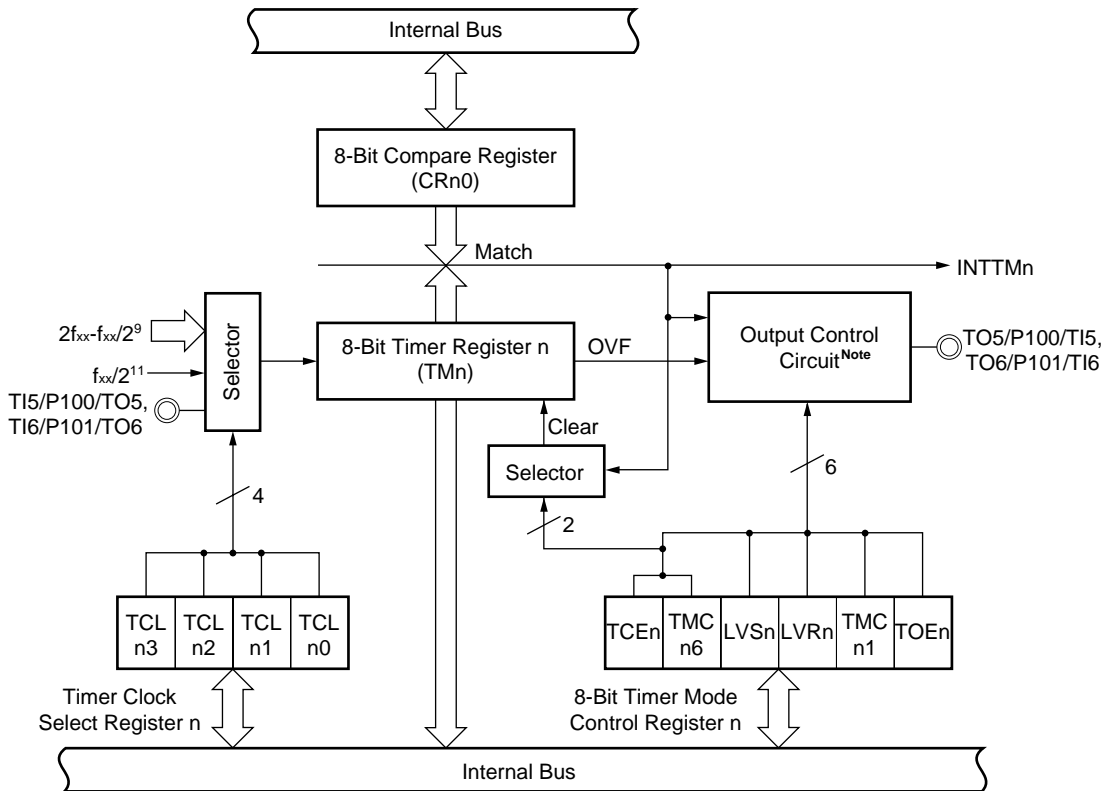 Internal Bus
8-Bit Compare Register
(CRn0)
Match
INTTMn
2fxx-fxx/2⁹
fxx/2¹¹
TI5/P100/TO5,
TI6/P101/TO6
Selector
8-Bit Timer Register n
(TMn)
OVF
Output Control
Circuit^Note
TO5/P100/TI5,
TO6/P101/TI6
Clear
Selector
4
2
6
TCL
n3
TCL
n2
TCL
n1
TCL
n0
TCEn
TMC
n6
LVSn
LVRn
TMC
n1
TOEn
Timer Clock
Select Register n
8-Bit Timer Mode
Control Register n
Internal Bus